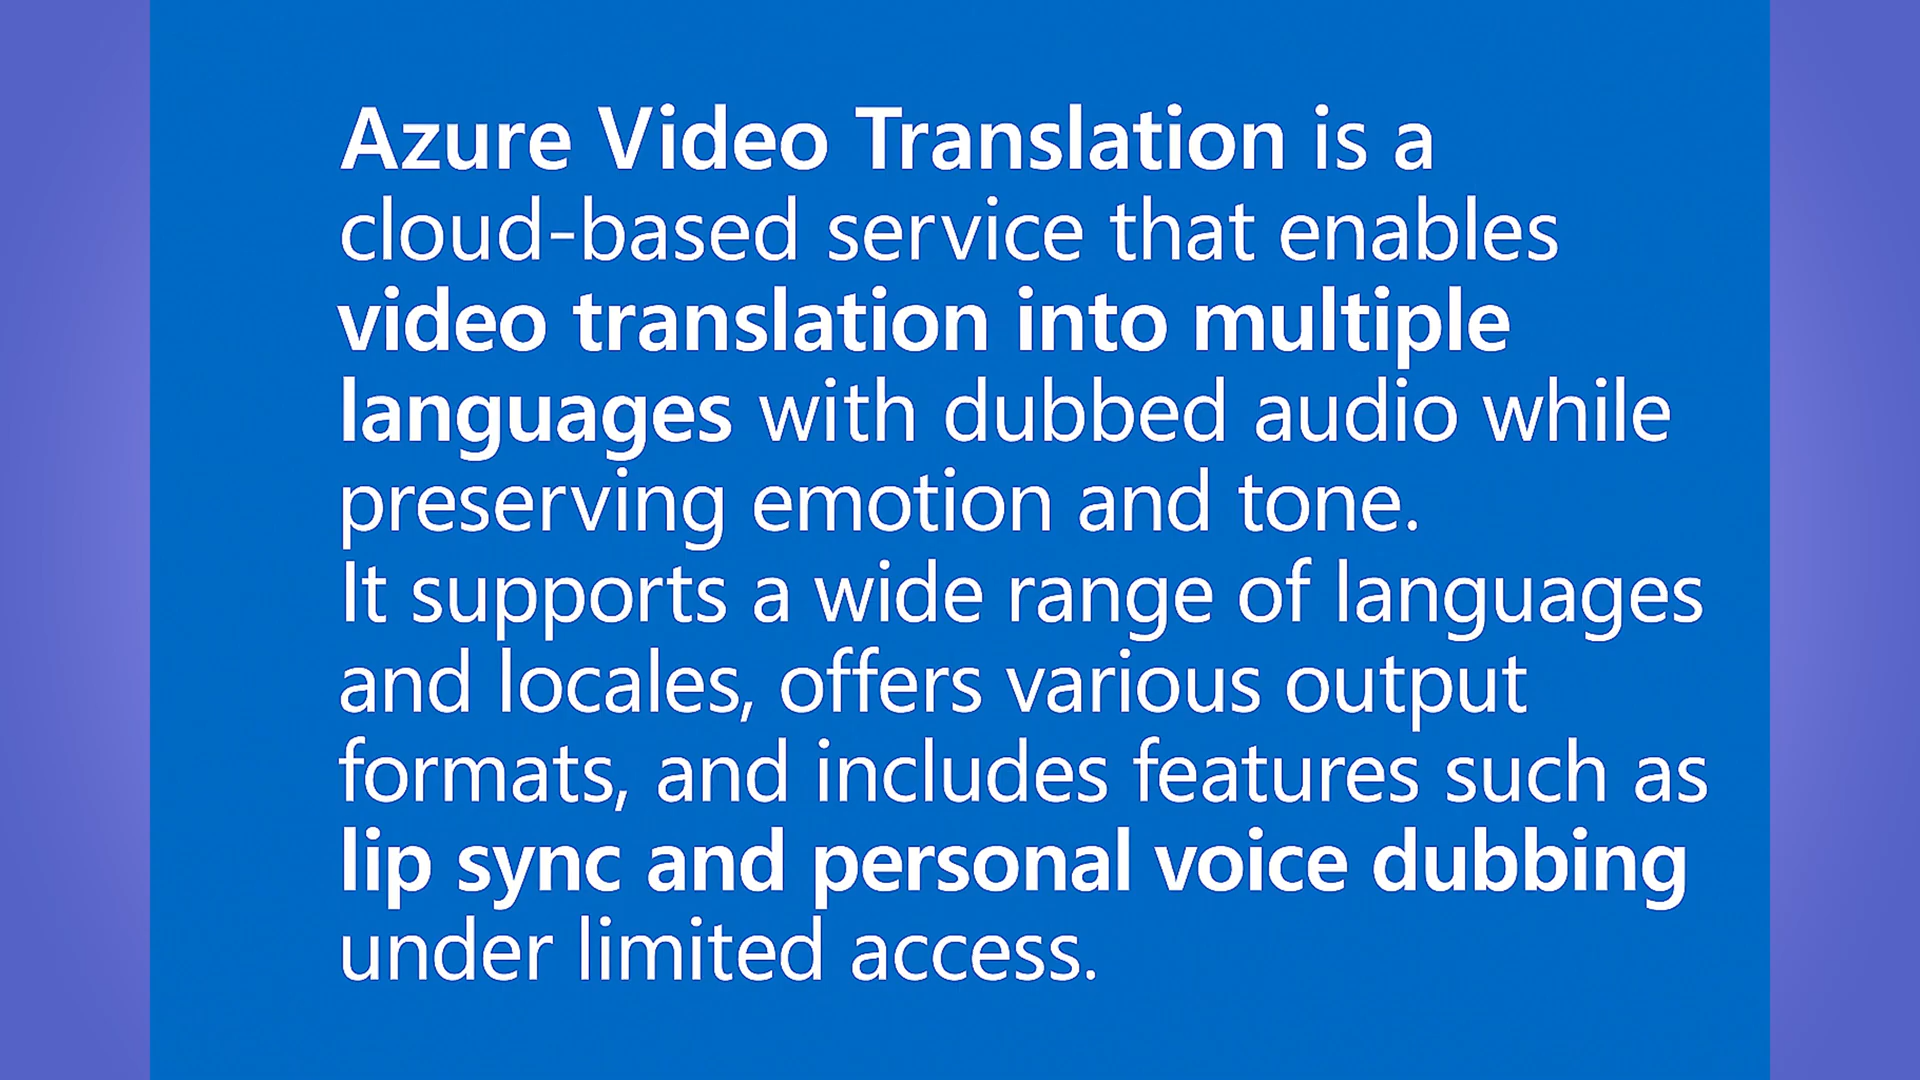 Azure Video Translation is a
cloud-based service that enables
video translation into multiple
languages with dubbed audio while
preserving emotion and tone.
It supports a wide range of languages
and locales, offers various output
formats, and includes features such as
lip sync and personal voice dubbing
under limited access.